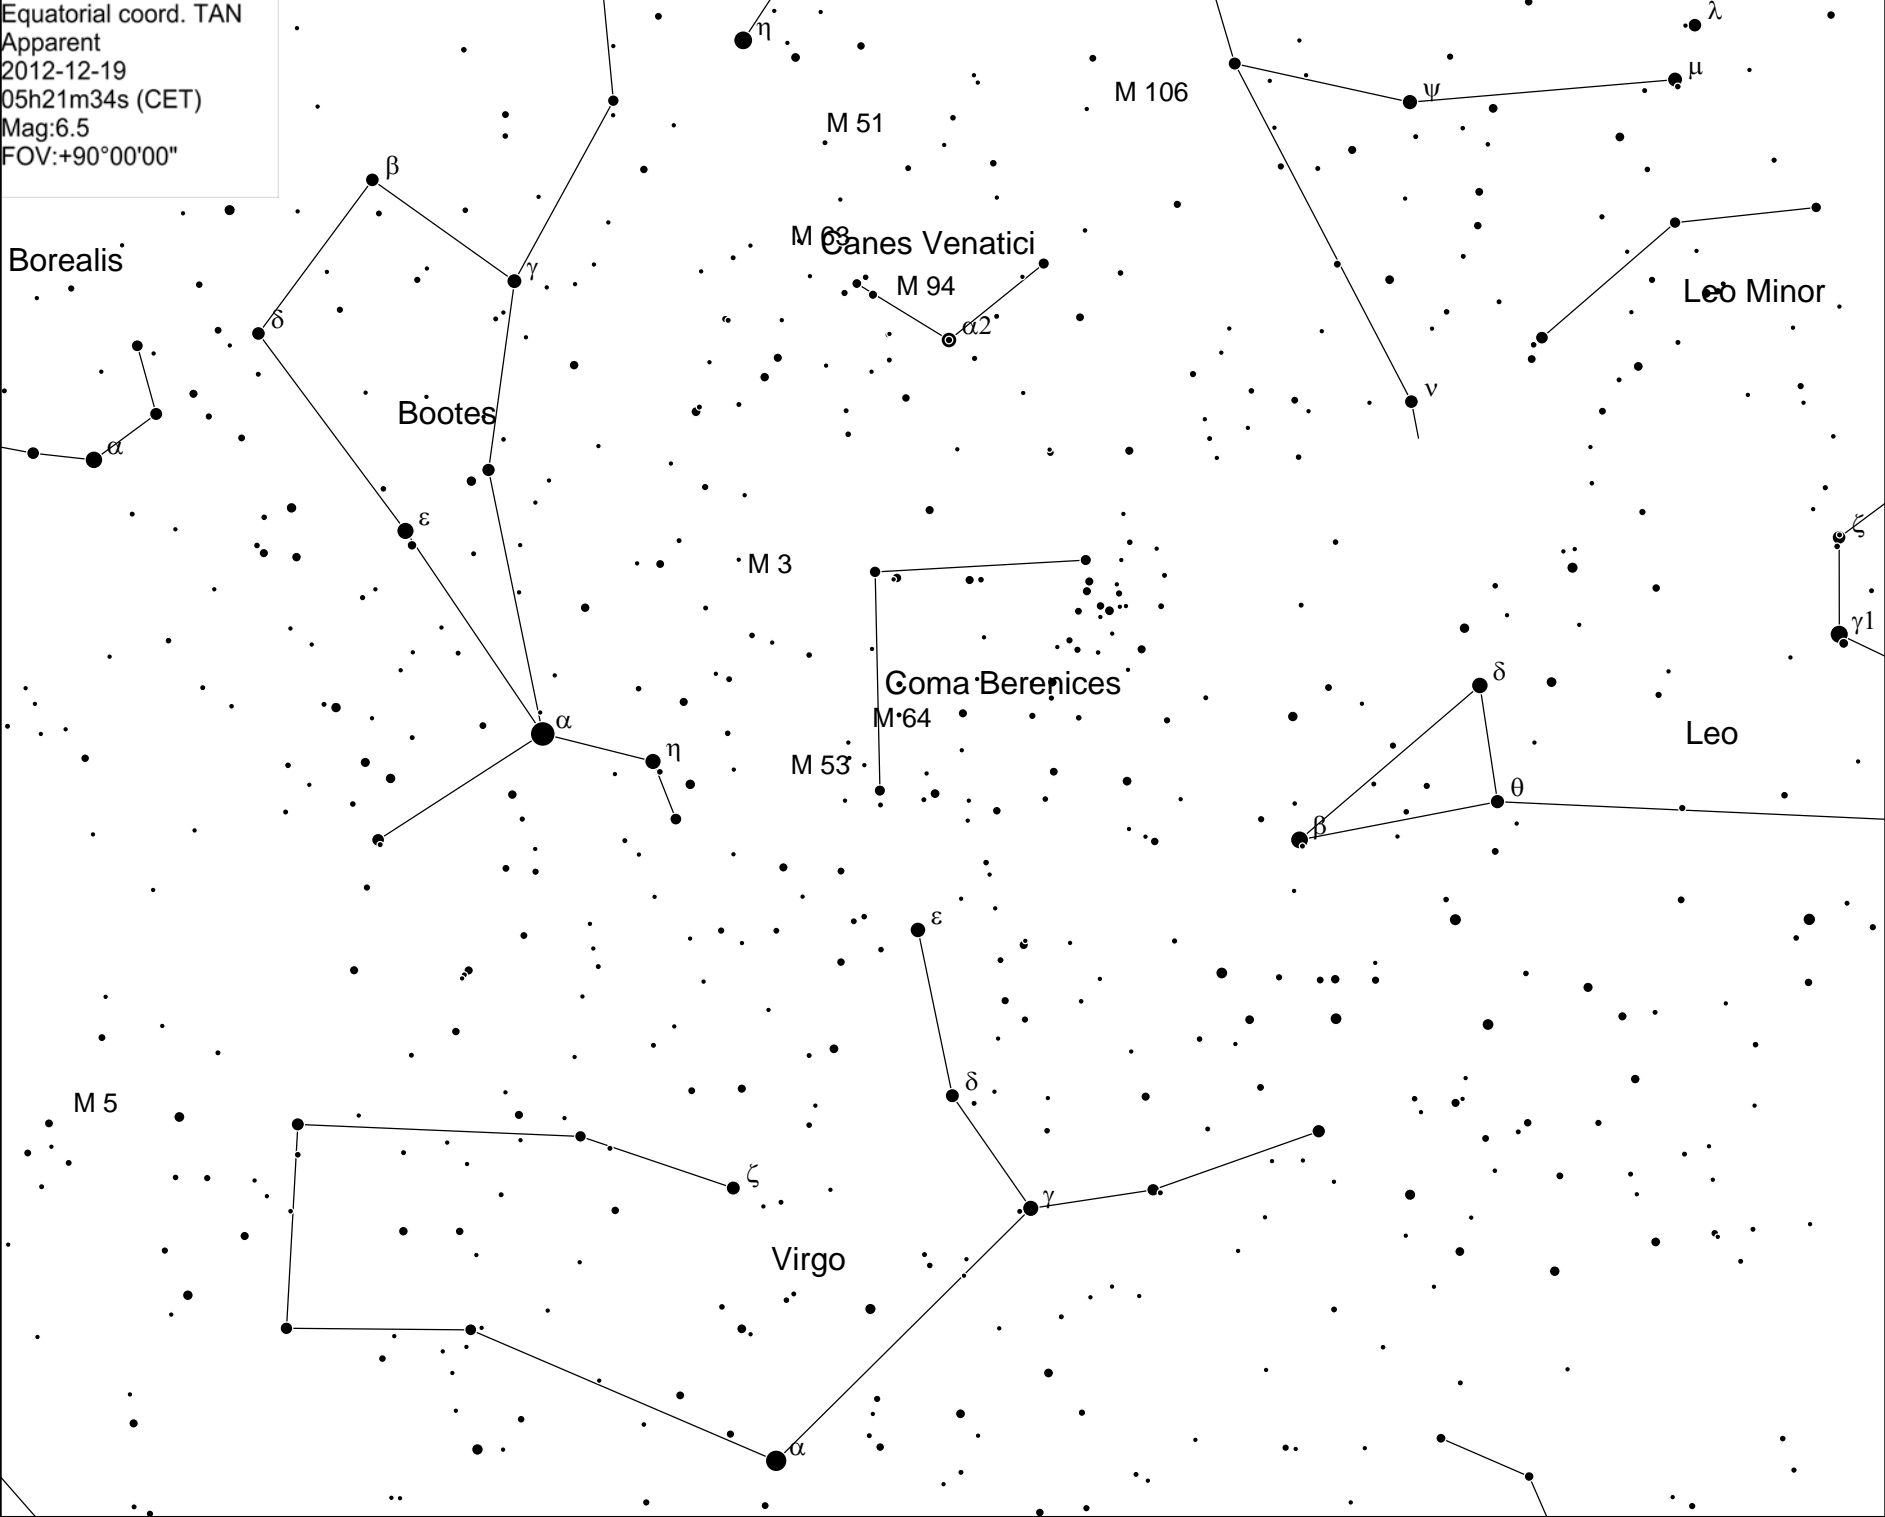 Equatorial coord. TAN
Apparent
2012-12-19
05h21m34s (CET)
Mag:6.5
FOV:+90°00'00"
η
λ
μ
ψ
M 106
M 51
β
M 63
Canes Venatici
Borealis
γ
M 94
Leo Minor
δ
α2
ν
Bootes
α
ε
ζ
M 3
γ1
δ
Coma Berenices
α
M 64
Leo
η
M 53
θ
β
ε
δ
M 5
ζ
γ
Virgo
α